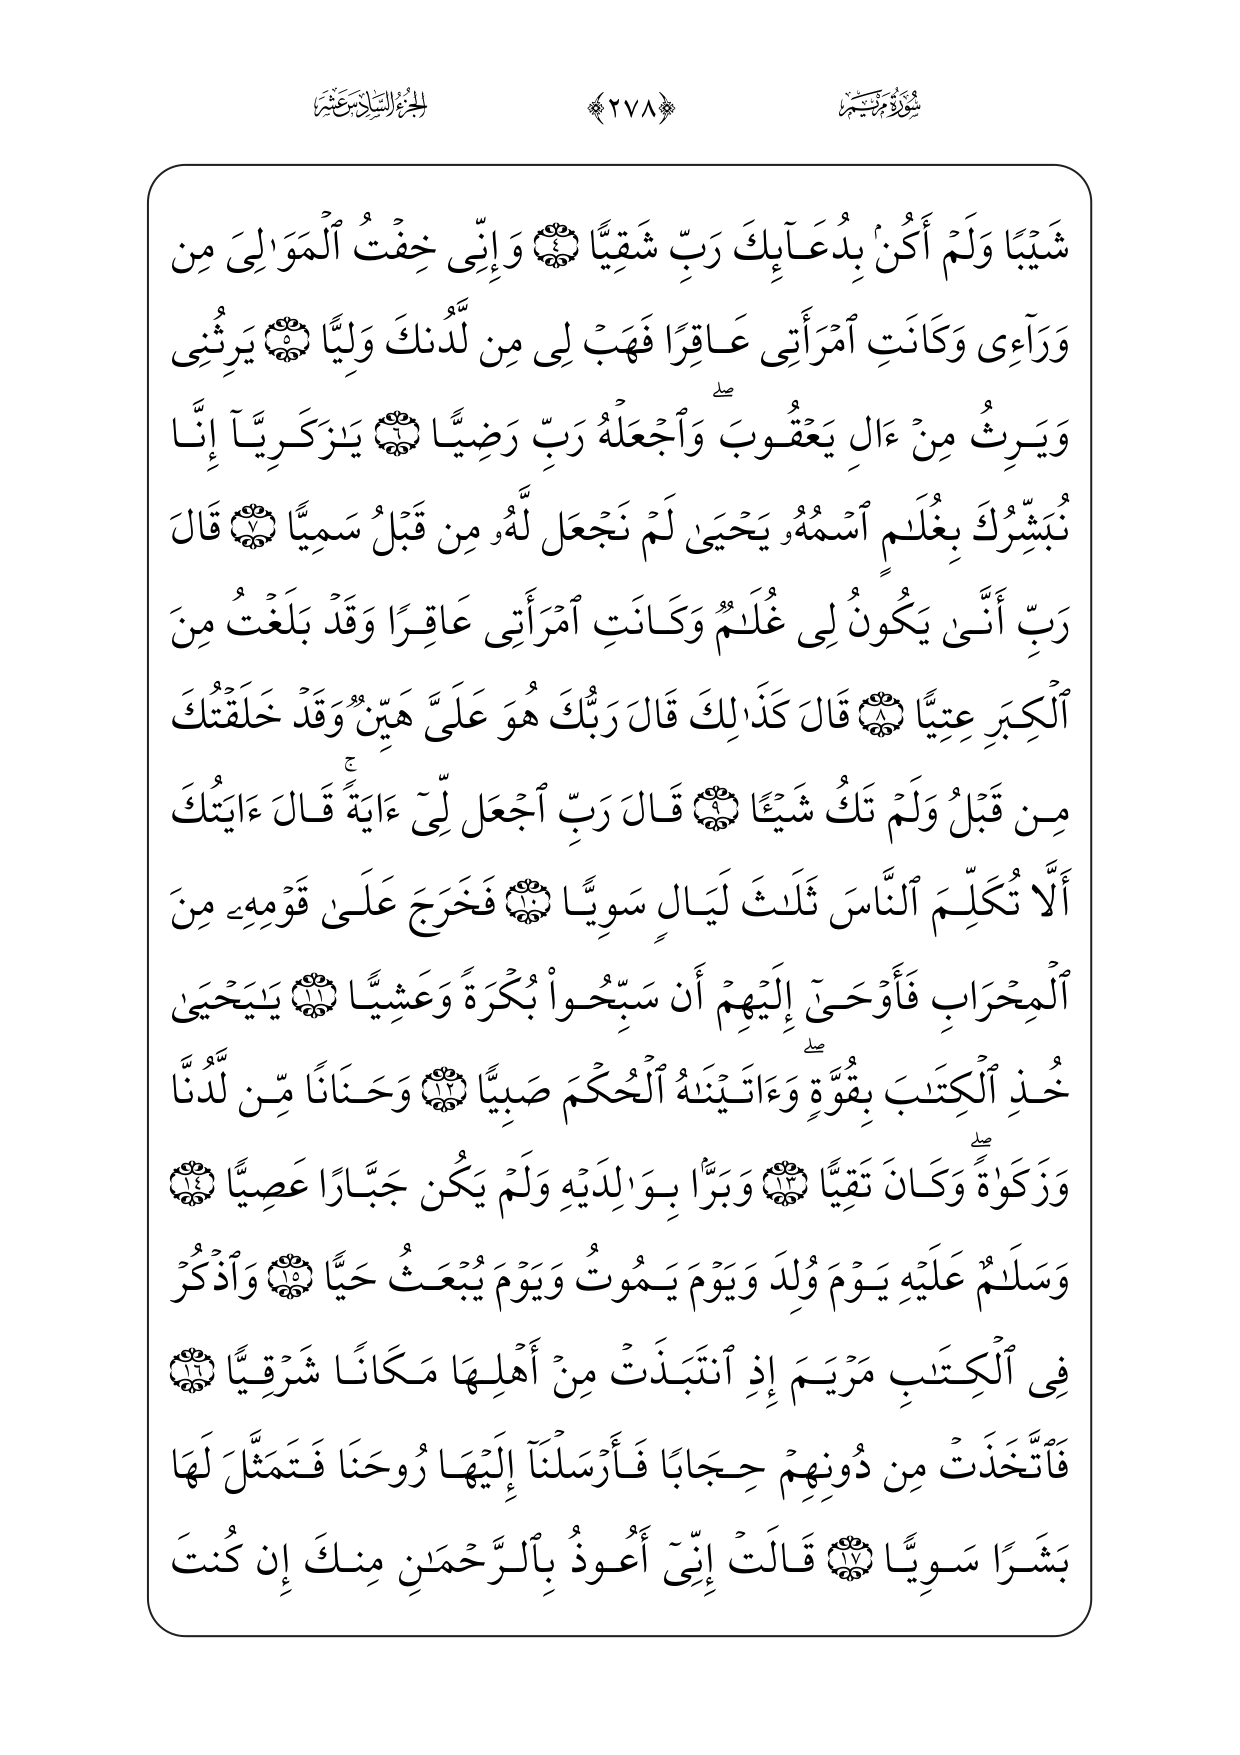 سُورَةُ مَرْيَم ﴿٢٧٨﴾ الجُزْءُ السَّادِسَ عَشَرَ
شَيۡبٗا وَلَمۡ أَكُنۢ بِدُعَآئِكَ رَبِّ شَقِيّٗا ٤ وَإِنِّي خِفۡتُ ٱلۡمَوَٰلِيَ مِن
وَرَآءِي وَكَانَتِ ٱمۡرَأَتِي عَاقِرٗا فَهَبۡ لِي مِن لَّدُنكَ وَلِيّٗا ٥ يَرِثُنِي
وَيَرِثُ مِنۡ ءَالِ يَعۡقُوبَۖ وَٱجۡعَلۡهُ رَبِّ رَضِيّٗا ٦ يَٰزَكَرِيَّآ إِنَّا
نُبَشِّرُكَ بِغُلَٰمٍ ٱسۡمُهُۥ يَحۡيَىٰ لَمۡ نَجۡعَل لَّهُۥ مِن قَبۡلُ سَمِيّٗا ٧ قَالَ
رَبِّ أَنَّىٰ يَكُونُ لِي غُلَٰمٞ وَكَانَتِ ٱمۡرَأَتِي عَاقِرٗا وَقَدۡ بَلَغۡتُ مِنَ
ٱلۡكِبَرِ عِتِيّٗا ٨ قَالَ كَذَٰلِكَ قَالَ رَبُّكَ هُوَ عَلَيَّ هَيِّنٞ وَقَدۡ خَلَقۡتُكَ
مِن قَبۡلُ وَلَمۡ تَكُ شَيۡـٔٗا ٩ قَالَ رَبِّ ٱجۡعَل لِّيٓ ءَايَةٗۚ قَالَ ءَايَتُكَ
أَلَّا تُكَلِّمَ ٱلنَّاسَ ثَلَٰثَ لَيَالٖ سَوِيّٗا ١٠ فَخَرَجَ عَلَىٰ قَوۡمِهِۦ مِنَ
ٱلۡمِحۡرَابِ فَأَوۡحَىٰٓ إِلَيۡهِمۡ أَن سَبِّحُواْ بُكۡرَةٗ وَعَشِيّٗا ١١ يَٰيَحۡيَىٰ
خُذِ ٱلۡكِتَٰبَ بِقُوَّةٖۖ وَءَاتَيۡنَٰهُ ٱلۡحُكۡمَ صَبِيّٗا ١٢ وَحَنَانٗا مِّن لَّدُنَّا
وَزَكَوٰةٗۖ وَكَانَ تَقِيّٗا ١٣ وَبَرَّۢا بِوَٰلِدَيۡهِ وَلَمۡ يَكُن جَبَّارًا عَصِيّٗا ١٤
وَسَلَٰمٌ عَلَيۡهِ يَوۡمَ وُلِدَ وَيَوۡمَ يَمُوتُ وَيَوۡمَ يُبۡعَثُ حَيّٗا ١٥ وَٱذۡكُرۡ
فِي ٱلۡكِتَٰبِ مَرۡيَمَ إِذِ ٱنتَبَذَتۡ مِنۡ أَهۡلِهَا مَكَانٗا شَرۡقِيّٗا ١٦
فَٱتَّخَذَتۡ مِن دُونِهِمۡ حِجَابٗا فَأَرۡسَلۡنَآ إِلَيۡهَا رُوحَنَا فَتَمَثَّلَ لَهَا
بَشَرٗا سَوِيّٗا ١٧ قَالَتۡ إِنِّيٓ أَعُوذُ بِٱلرَّحۡمَٰنِ مِنكَ إِن كُنتَ